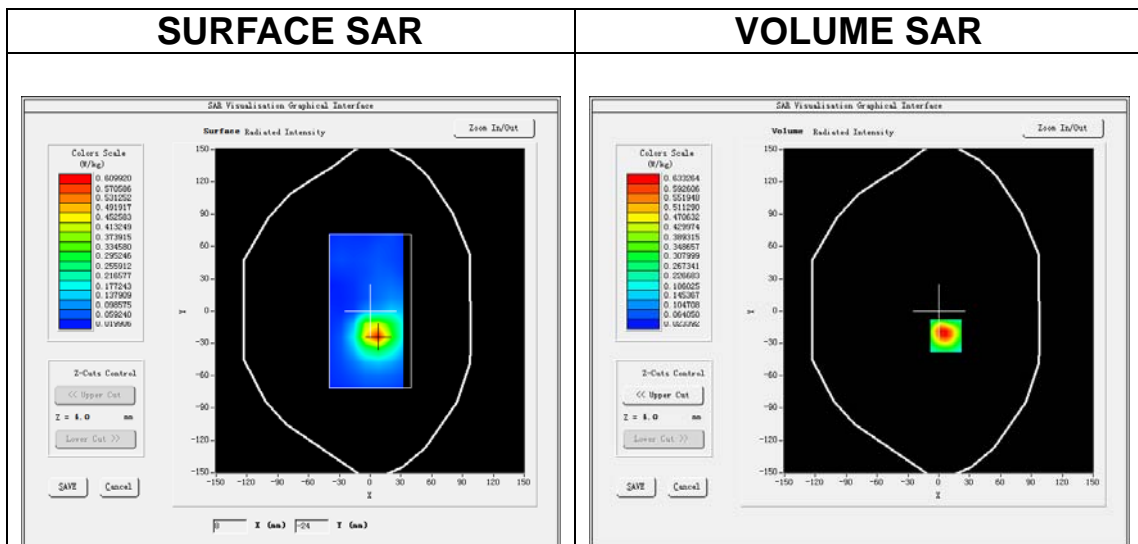 SURFACE SAR
VOLUME SAR
SAR Visualisation Graphical Interface
Surface Radiated Intensity
Zoom In/Out
Colors Scale
(W/kg)
0.609920
0.570586
0.531252
0.491917
0.452583
0.413249
0.373915
0.334580
0.295246
0.255912
0.216577
0.177243
0.137909
0.098575
0.059240
0.019906
150
120
90
60
30
0
-30
-60
-90
-120
-150
Y
-150 -120 -90 -60 -30 0 30 60 90 120 150
X
Z-Cuts Control
<< Upper Cut
Z = 4.0 mm
Lower Cut >>
SAVE Cancel
8 X (mm) -24 Y (mm)
SAR Visualisation Graphical Interface
Volume Radiated Intensity
Zoom In/Out
Colors Scale
(W/kg)
0.633264
0.592606
0.551948
0.511290
0.470632
0.429974
0.389315
0.348657
0.307999
0.267341
0.226683
0.186025
0.145367
0.104708
0.064050
0.023392
150
120
90
60
30
0
-30
-60
-90
-120
-150
Y
-150 -120 -90 -60 -30 0 30 60 90 120 150
X
Z-Cuts Control
<< Upper Cut
Z = 4.0 mm
Lower Cut >>
SAVE Cancel